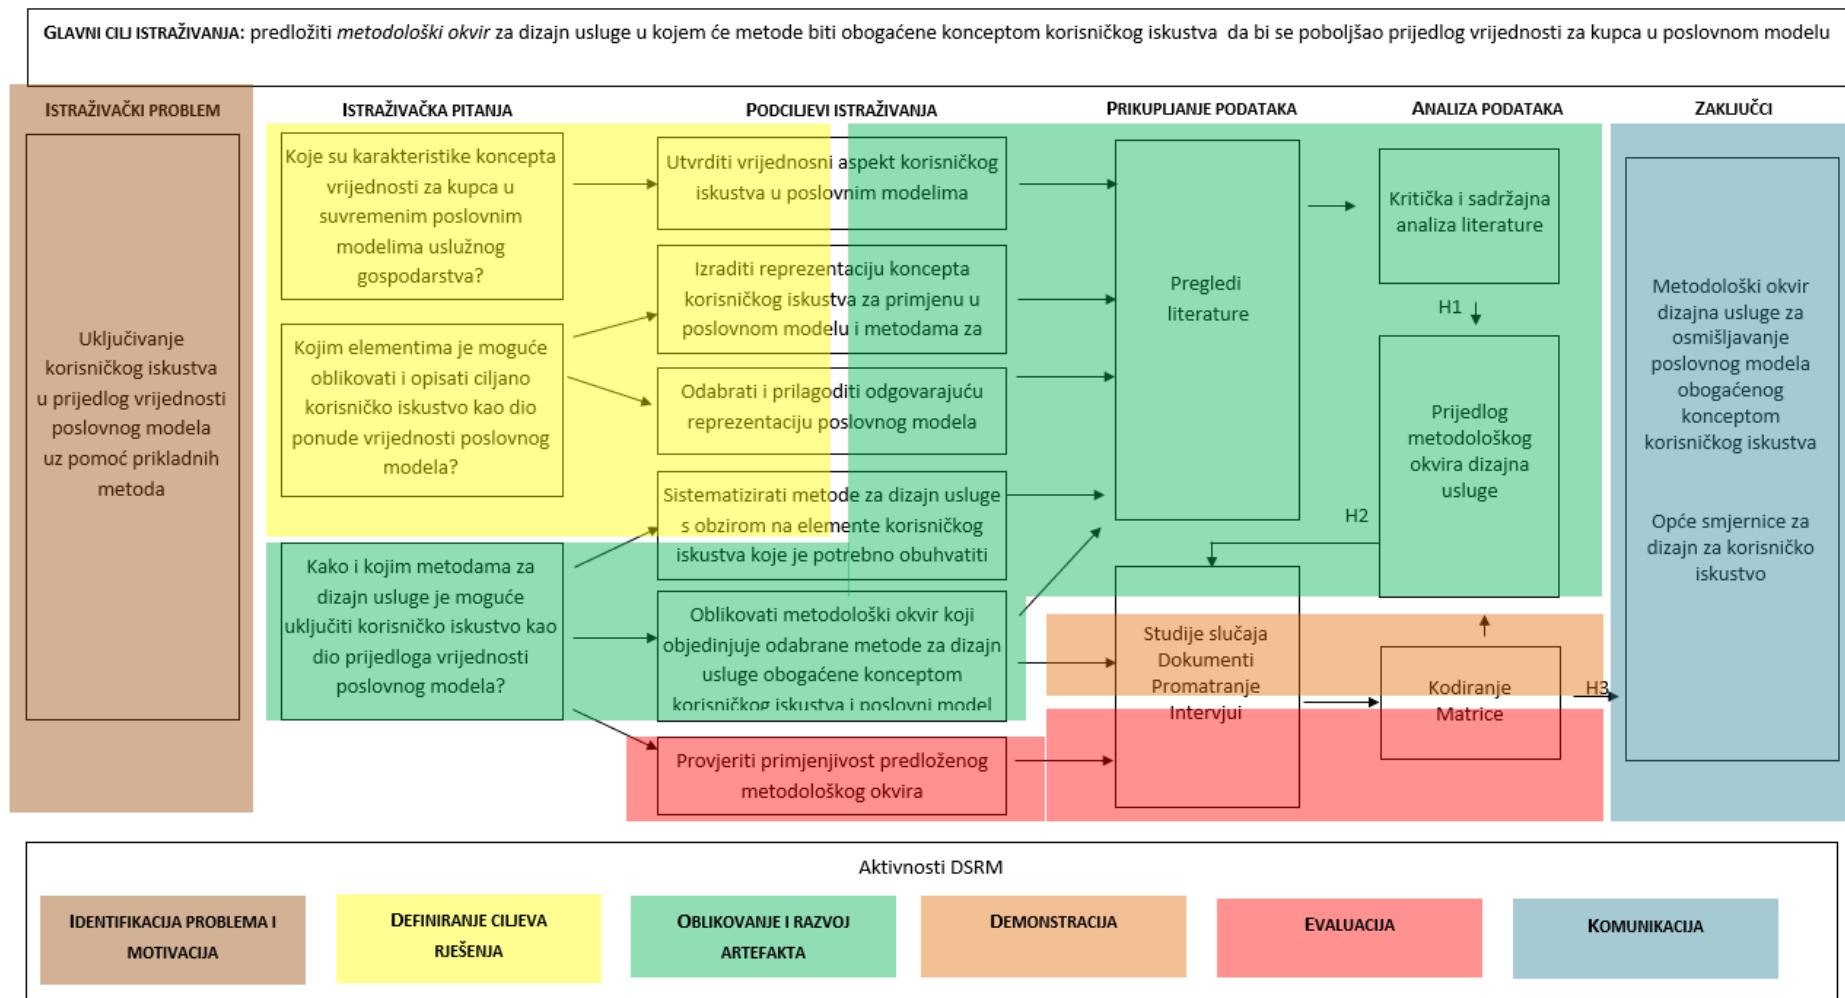 GLAVNI CILJ ISTRAŽIVANJA: predložiti metodološki okvir za dizajn usluge u kojem će metode biti obogaćene konceptom korisničkog iskustva da bi se poboljšao prijedlog vrijednosti za kupca u poslovnom modelu
ISTRAŽIVAČKI PROBLEM
Uključivanje
korisničkog iskustva
u prijedlog vrijednosti
poslovnog modela
uz pomoć prikladnih
metoda
ISTRAŽIVAČKA PITANJA
Koje su karakteristike koncepta
vrijednosti za kupca u
suvremenim poslovnim
modelima uslužnog
gospodarstva?
Kojim elementima je moguće
oblikovati i opisati ciljano
korisničko iskustvo kao dio
ponude vrijednosti poslovnog
modela?
Kako i kojim metodama za
dizajn usluge je moguće
uključiti korisničko iskustvo kao
dio prijedloga vrijednosti
poslovnog modela?
PODCILJEVI ISTRAŽIVANJA
Utvrditi vrijednosni aspekt korisničkog
iskustva u poslovnim modelima
Izraditi reprezentaciju koncepta
korisničkog iskustva za primjenu u
poslovnom modelu i metodama za
Odabrati i prilagoditi odgovarajuću
reprezentaciju poslovnog modela
Sistematizirati metode za dizajn usluge
s obzirom na elemente korisničkog
iskustva koje je potrebno obuhvatiti
Oblikovati metodološki okvir koji
objedinjuje odabrane metode za dizajn
usluge obogaćene konceptom
korisničkog iskustva i poslovni model
Provjeriti primjenjivost predloženog
metodološkog okvira
PRIKUPLJANJE PODATAKA
Pregledi
literature
Studije slučaja
Dokumenti
Promatranje
Intervjui
ANALIZA PODATAKA
Kritička i sadržajna
analiza literature
H1
Prijedlog
metodološkog
okvira dizajna
usluge
H2
Kodiranje
Matrice
H3
ZAKLJUČCI
Metodološki okvir
dizajna usluge za
osmišljavanje
poslovnog modela
obogaćenog
konceptom
korisničkog iskustva
Opće smjernice za
dizajn za korisničko
iskustvo
Aktivnosti DSRM
IDENTIFIKACIJA PROBLEMA I
MOTIVACIJA
DEFINIRANJE CILJEVA
RJEŠENJA
OBLIKOVANJE I RAZVOJ
ARTEFAKTA
DEMONSTRACIJA
EVALUACIJA
KOMUNIKACIJA